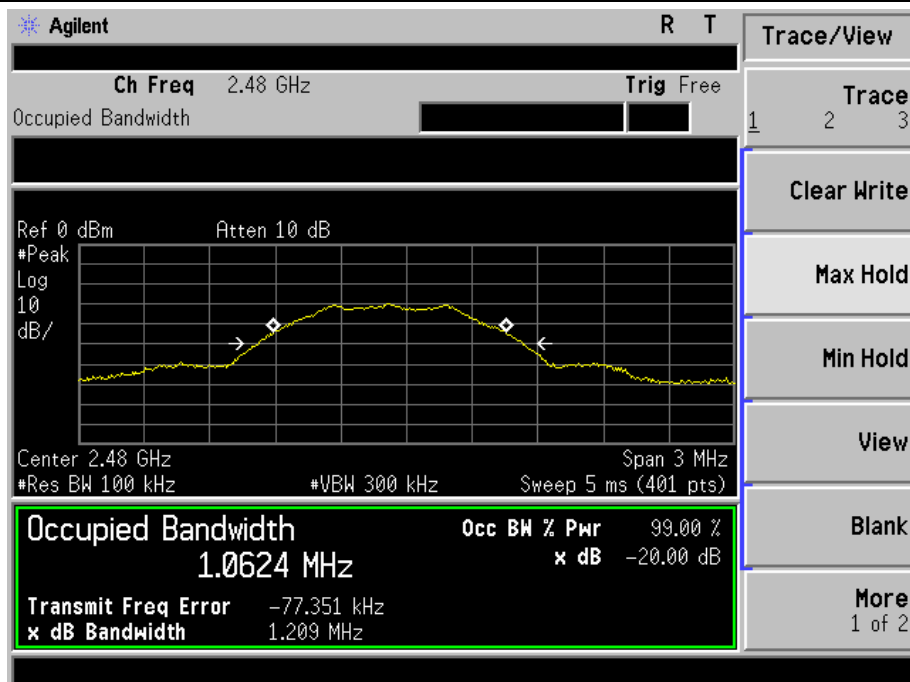 Agilent R T
Ch Freq 2.48 GHz Trig Free
Occupied Bandwidth
Ref 0 dBm Atten 10 dB
#Peak
Log
10
dB/
Center 2.48 GHz Span 3 MHz
#Res BW 100 kHz #VBW 300 kHz Sweep 5 ms (401 pts)
Occupied Bandwidth Occ BW % Pwr 99.00 %
1.0624 MHz x dB -20.00 dB
Transmit Freq Error -77.351 kHz
x dB Bandwidth 1.209 MHz
Trace/View
Trace
1 2 3
Clear Write
Max Hold
Min Hold
View
Blank
More
1 of 2